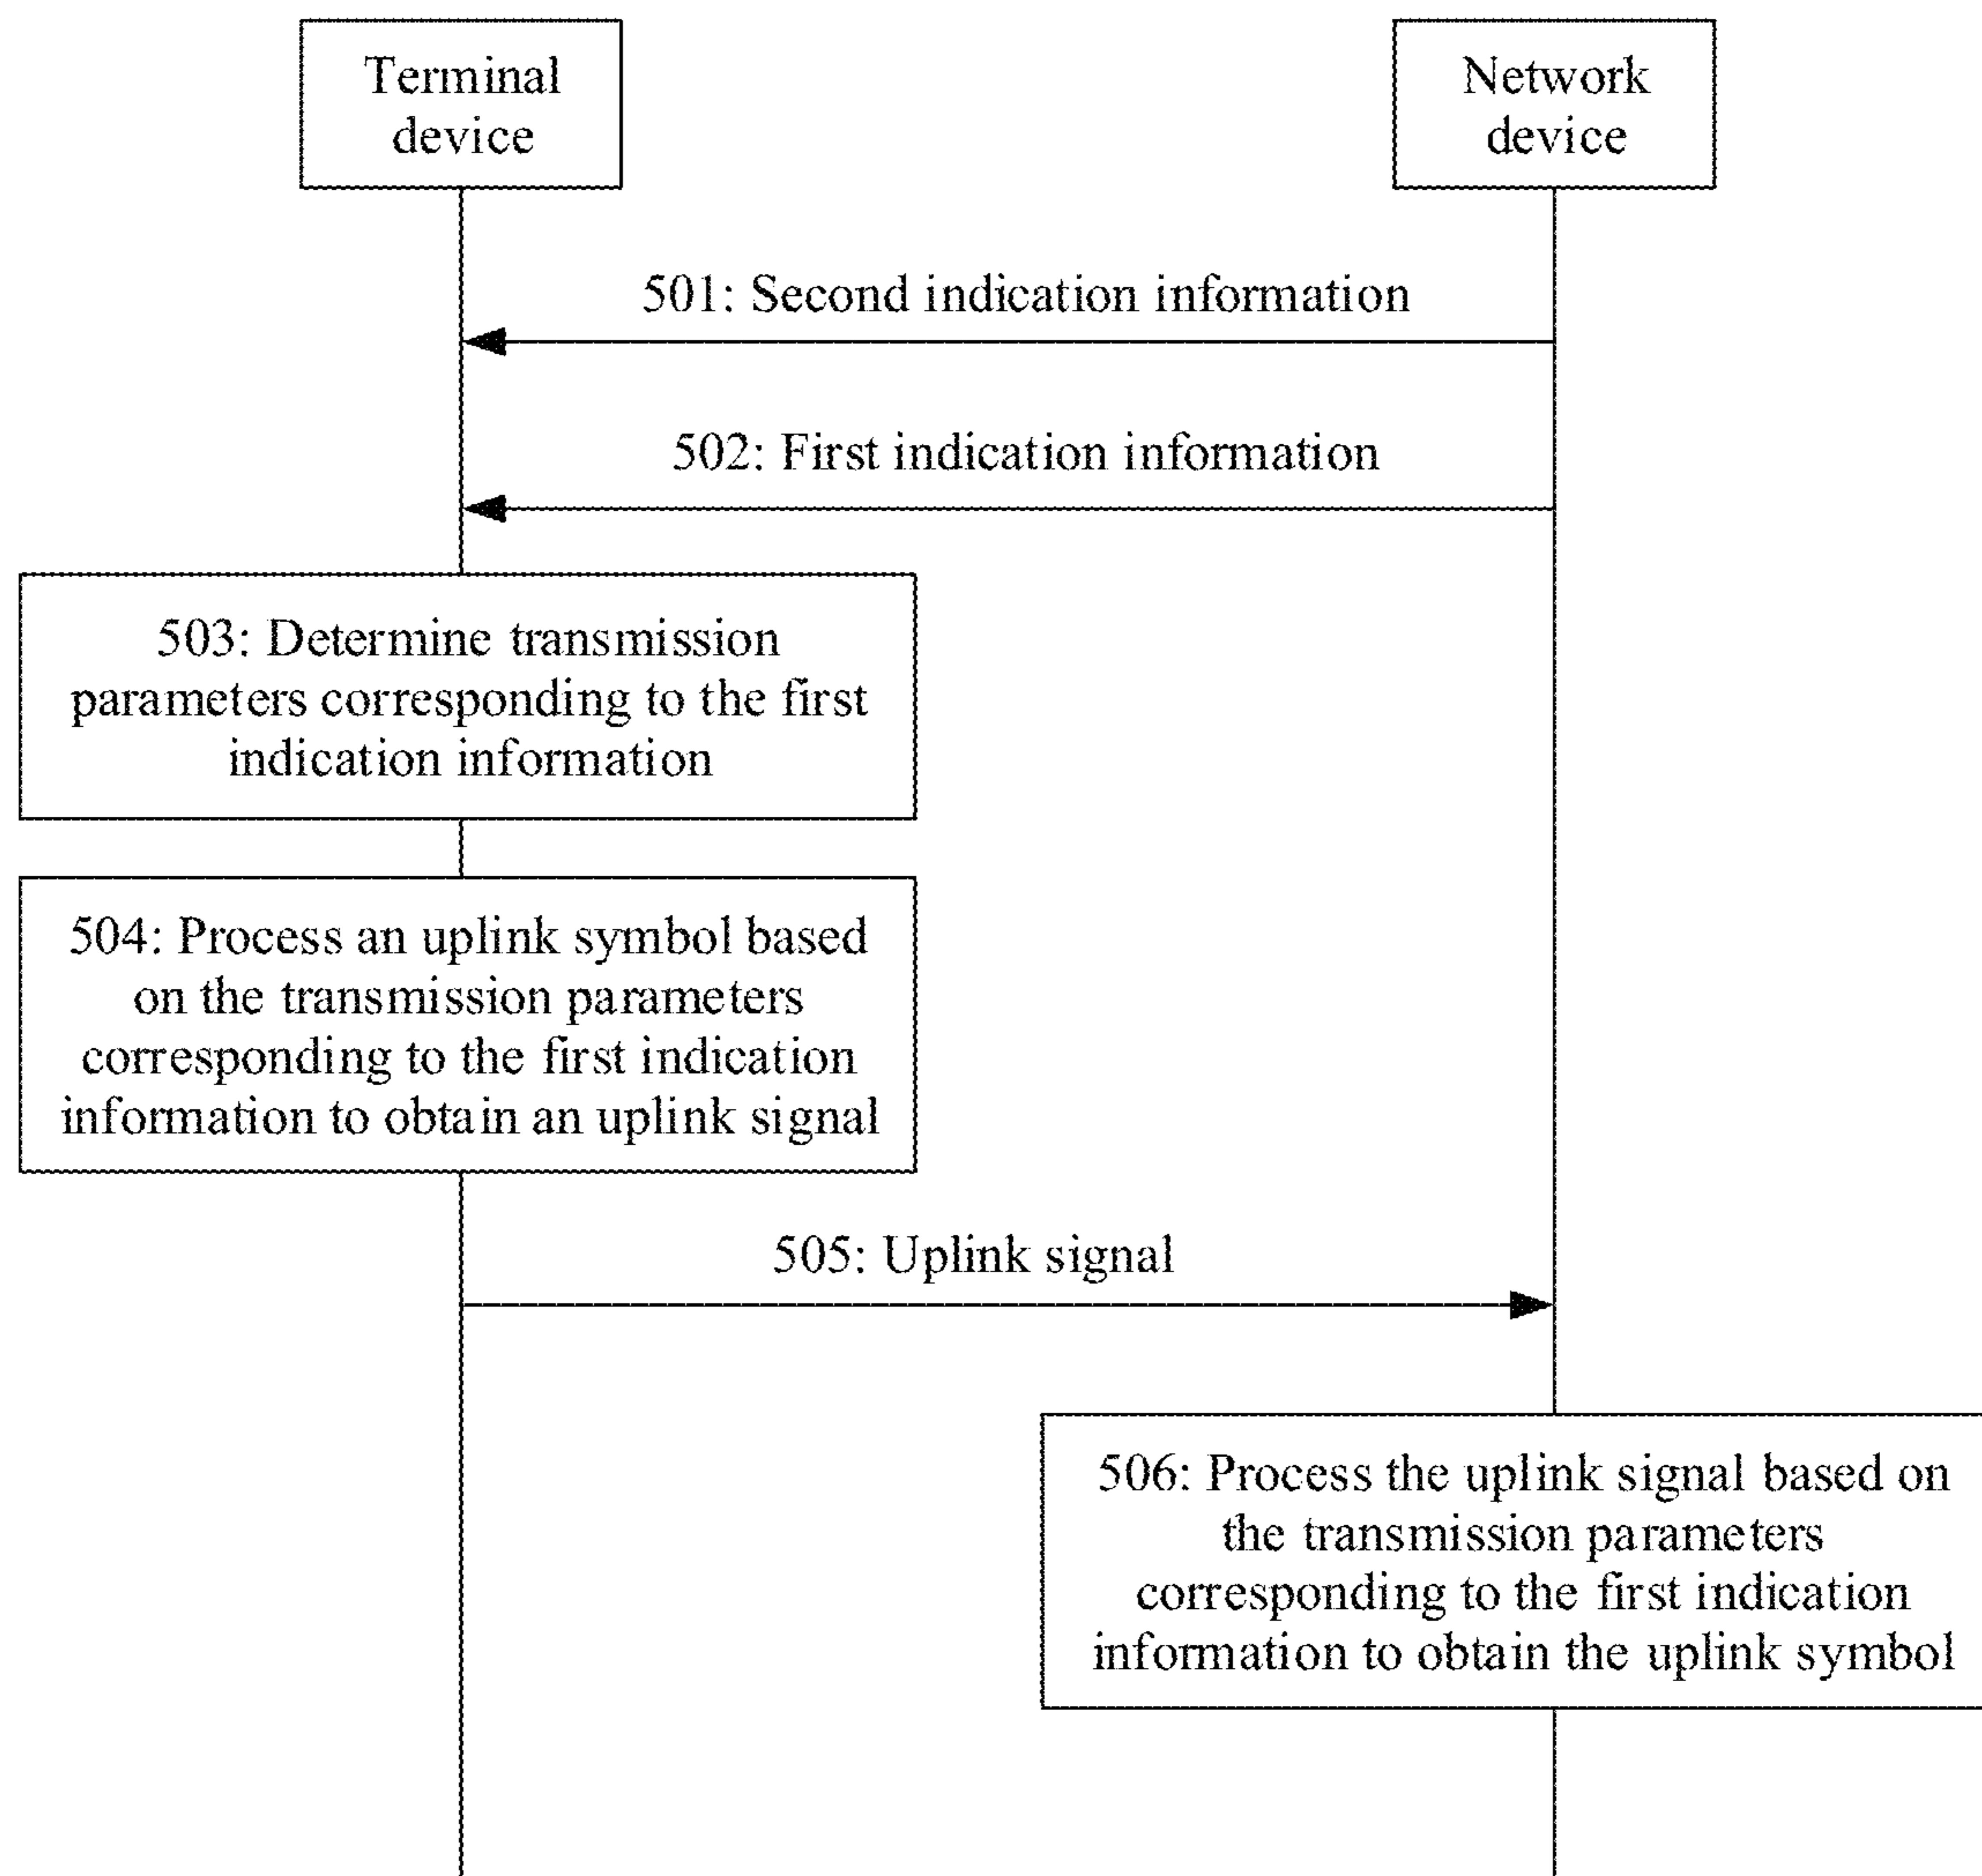 Terminal
device
Network
device
501: Second indication information
502: First indication information
503: Determine transmission
parameters corresponding to the first
indication information
504: Process an uplink symbol based
on the transmission parameters
corresponding to the first indication
information to obtain an uplink signal
505: Uplink signal
506: Process the uplink signal based on
the transmission parameters
corresponding to the first indication
information to obtain the uplink symbol